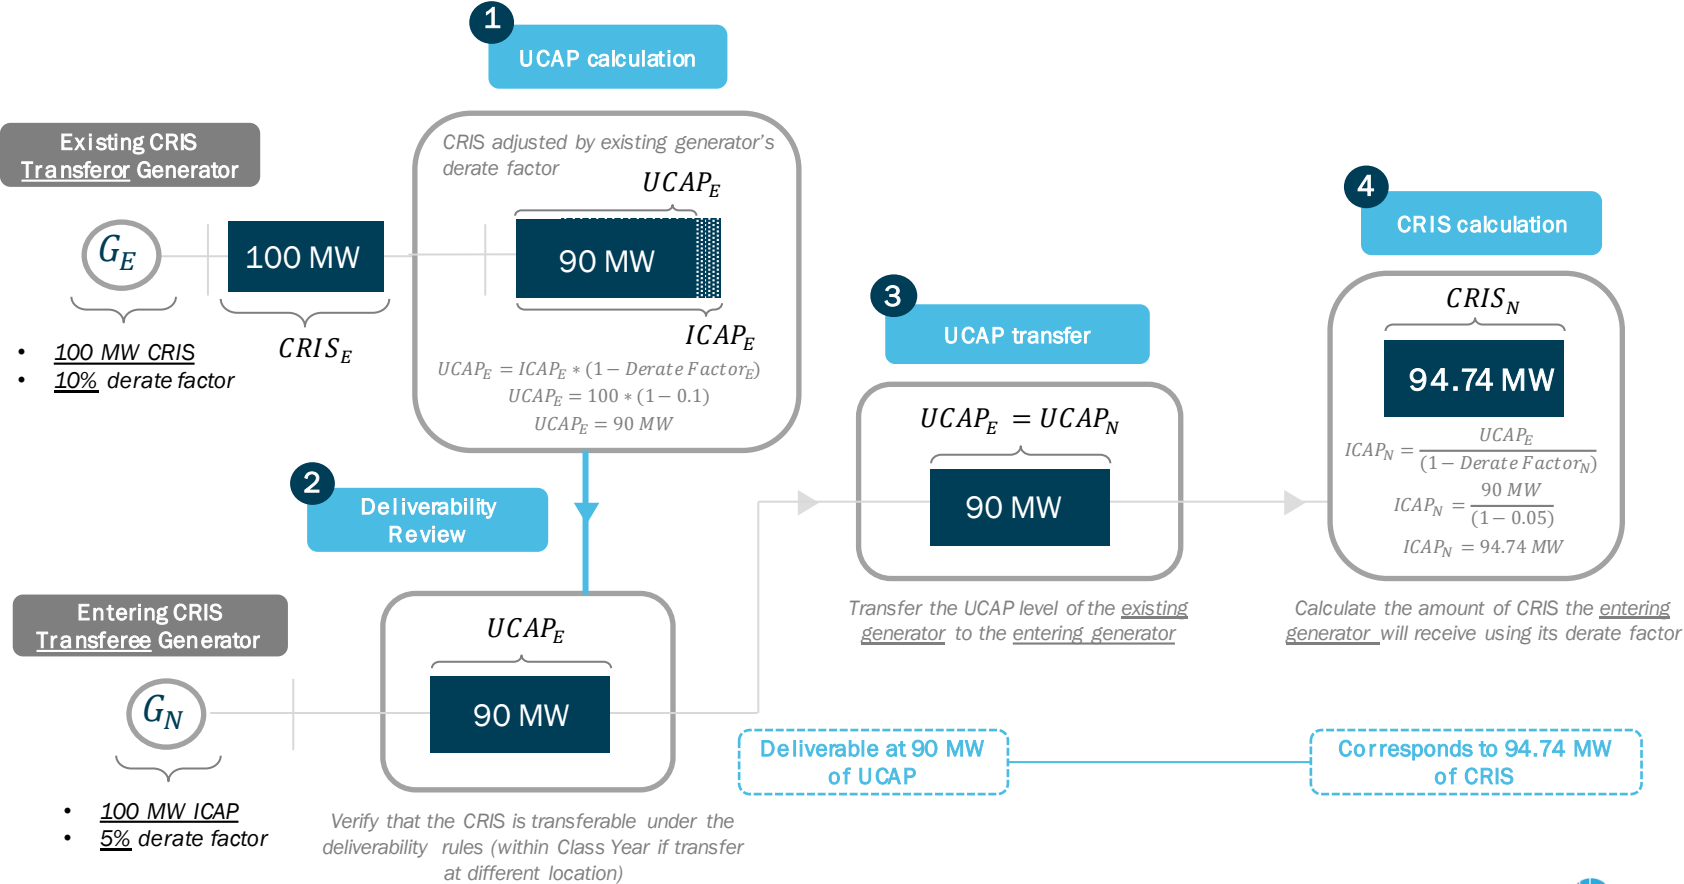 1
UCAP calculation
Existing CRIS
Transferor Generator
G_E
100 MW
CRIS_E
• 100 MW CRIS
• 10% derate factor
CRIS adjusted by existing generator's
derate factor
UCAP_E
90 MW
ICAP_E
UCAP_E = ICAP_E * (1 − Derate Factor_E)
UCAP_E = 100 * (1 − 0.1)
UCAP_E = 90 MW
2
Deliverability
Review
Entering CRIS
Transferee Generator
G_N
• 100 MW ICAP
• 5% derate factor
UCAP_E
90 MW
Verify that the CRIS is transferable under the
deliverability rules (within Class Year if transfer
at different location)
3
UCAP transfer
UCAP_E = UCAP_N
90 MW
Transfer the UCAP level of the existing
generator to the entering generator
4
CRIS calculation
CRIS_N
94.74 MW
ICAP_N = UCAP_E / (1 − Derate Factor_N)
ICAP_N = 90 MW / (1 − 0.05)
ICAP_N = 94.74 MW
Calculate the amount of CRIS the entering
generator will receive using its derate factor
Deliverable at 90 MW
of UCAP
Corresponds to 94.74 MW
of CRIS